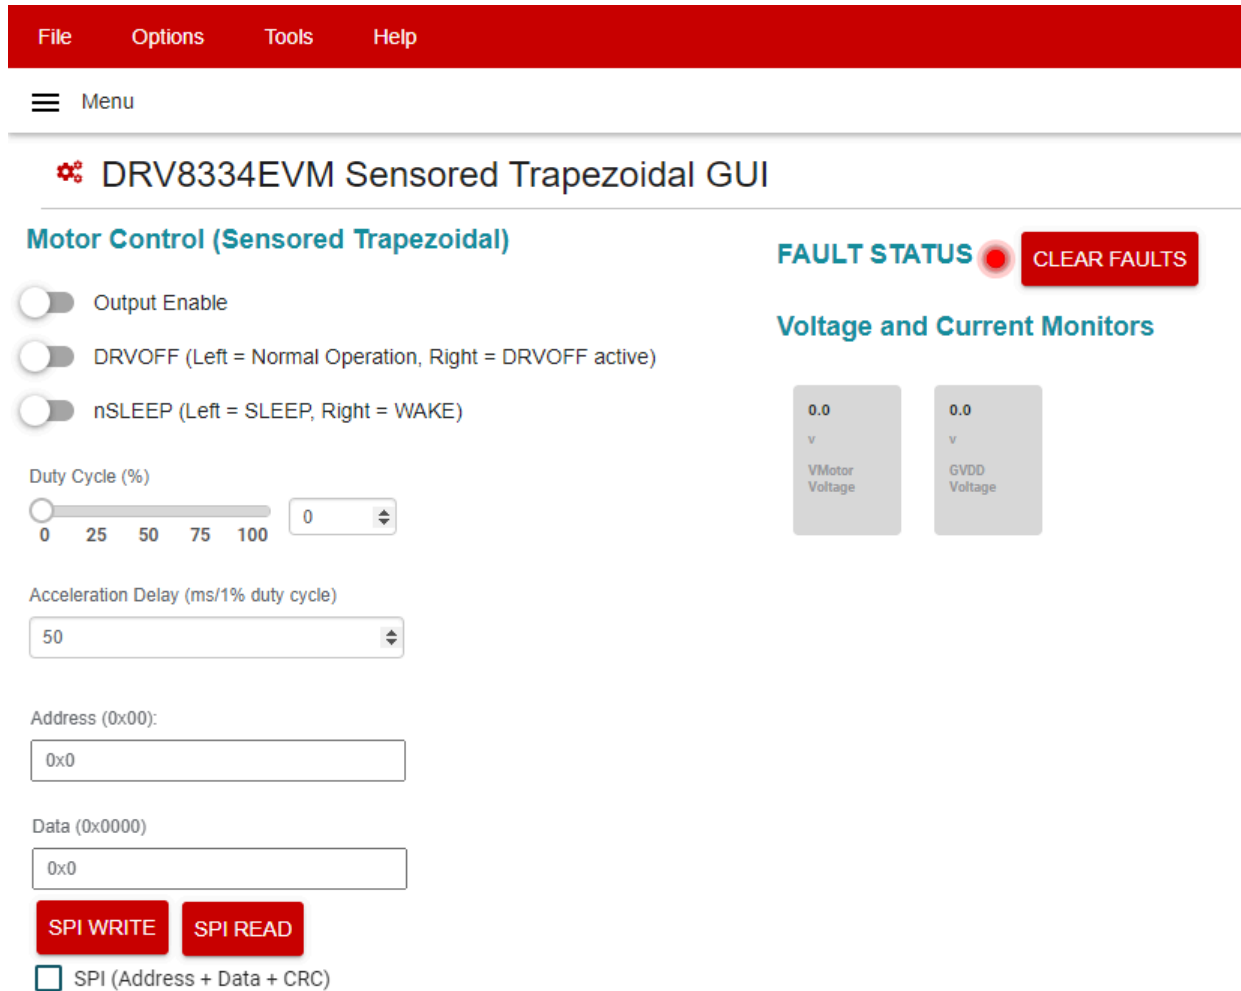 File Options Tools Help
Menu
DRV8334EVM Sensored Trapezoidal GUI
Motor Control (Sensored Trapezoidal)
Output Enable
DRVOFF (Left = Normal Operation, Right = DRVOFF active)
nSLEEP (Left = SLEEP, Right = WAKE)
Duty Cycle (%)
0 25 50 75 100
0
Acceleration Delay (ms/1% duty cycle)
50
Address (0x00):
0x0
Data (0x0000)
0x0
SPI WRITE SPI READ
SPI (Address + Data + CRC)
FAULT STATUS CLEAR FAULTS
Voltage and Current Monitors
0.0
V
VMotor
Voltage
0.0
V
GVDD
Voltage